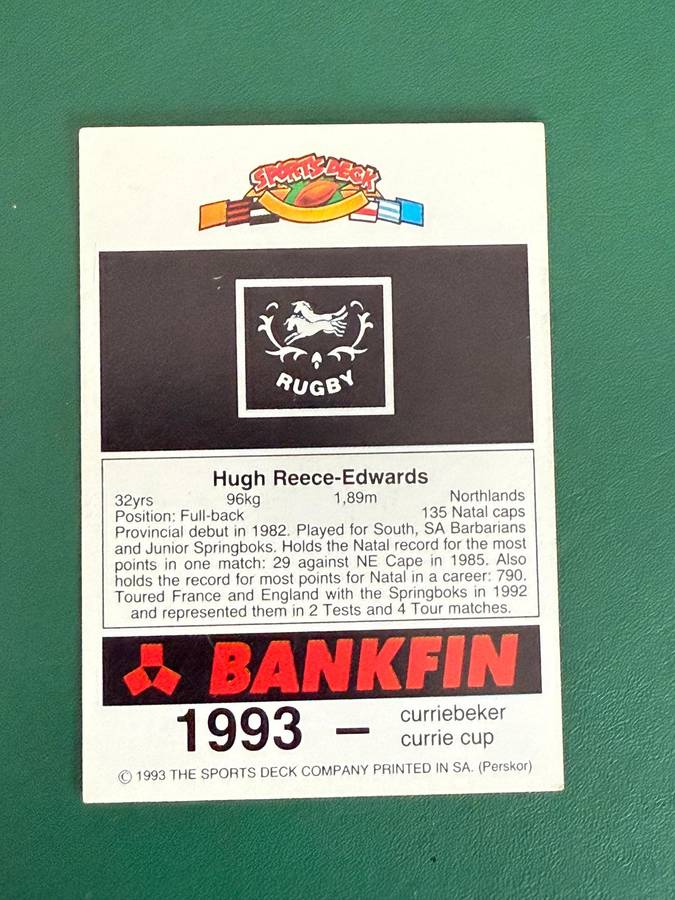 SPORTS DECK
RUGBY
Hugh Reece-Edwards
32yrs 96kg 1,89m Northlands
Position: Full-back 135 Natal caps
Provincial debut in 1982. Played for South, SA Barbarians
and Junior Springboks. Holds the Natal record for the most
points in one match: 29 against NE Cape in 1985. Also
holds the record for most points for Natal in a career: 790.
Toured France and England with the Springboks in 1992
and represented them in 2 Tests and 4 Tour matches.
BANKFIN
1993 – curriebeker
currie cup
© 1993 THE SPORTS DECK COMPANY PRINTED IN SA. (Perskor)